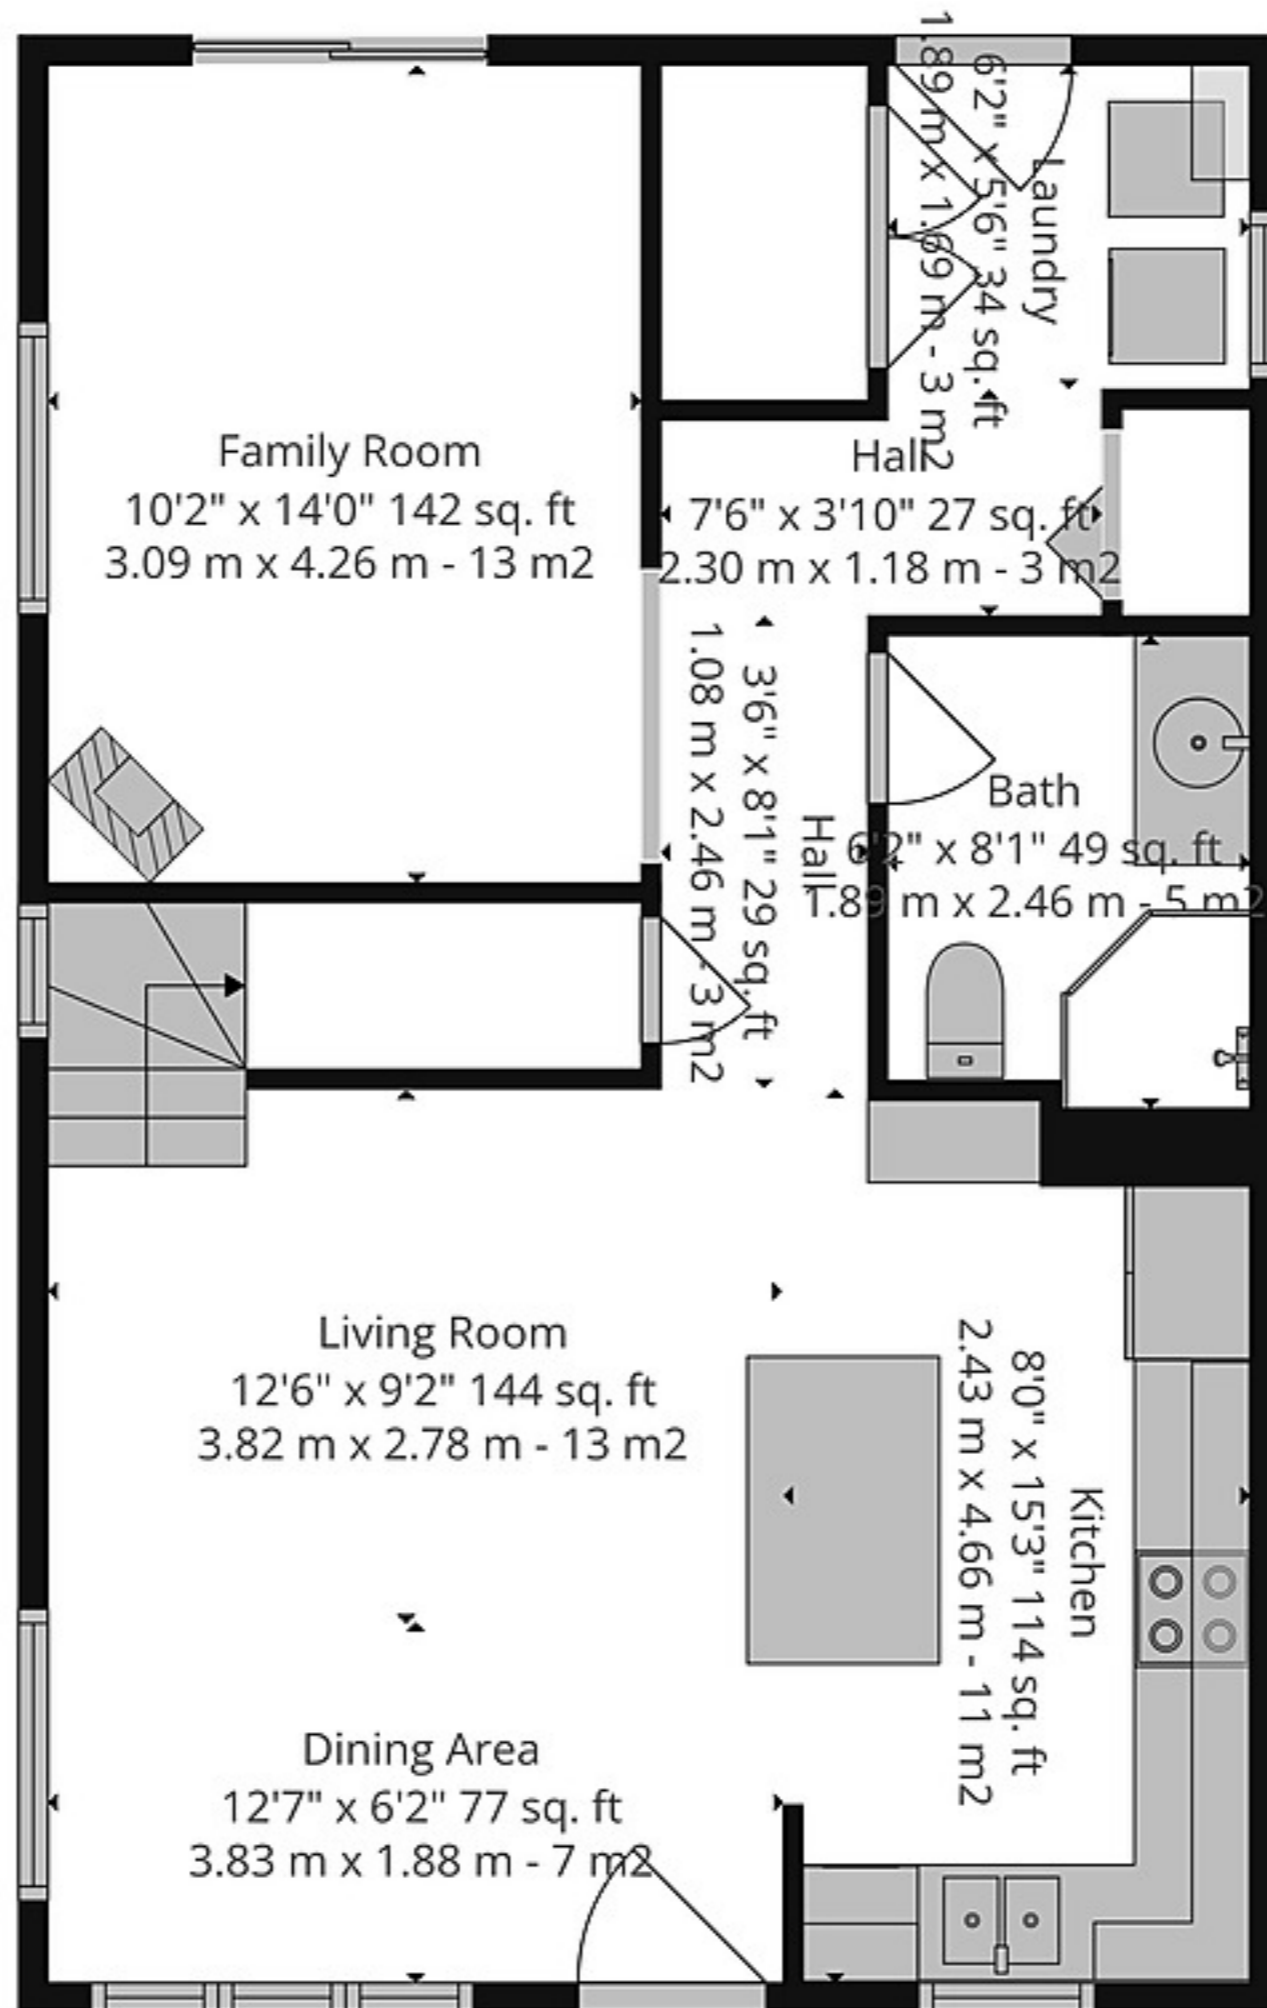 Laundry
6'2" x 5'6" 34 sq. ft
1.89 m x 1.69 m - 3 m2
Family Room
10'2" x 14'0" 142 sq. ft
3.09 m x 4.26 m - 13 m2
Hall
7'6" x 3'10" 27 sq. ft
2.30 m x 1.18 m - 3 m2
Hall
3'6" x 8'1" 29 sq. ft
1.08 m x 2.46 m - 3 m2
Bath
6'2" x 8'1" 49 sq. ft
1.89 m x 2.46 m - 5 m2
Living Room
12'6" x 9'2" 144 sq. ft
3.82 m x 2.78 m - 13 m2
Kitchen
8'0" x 15'3" 114 sq. ft
2.43 m x 4.66 m - 11 m2
Dining Area
12'7" x 6'2" 77 sq. ft
3.83 m x 1.88 m - 7 m2